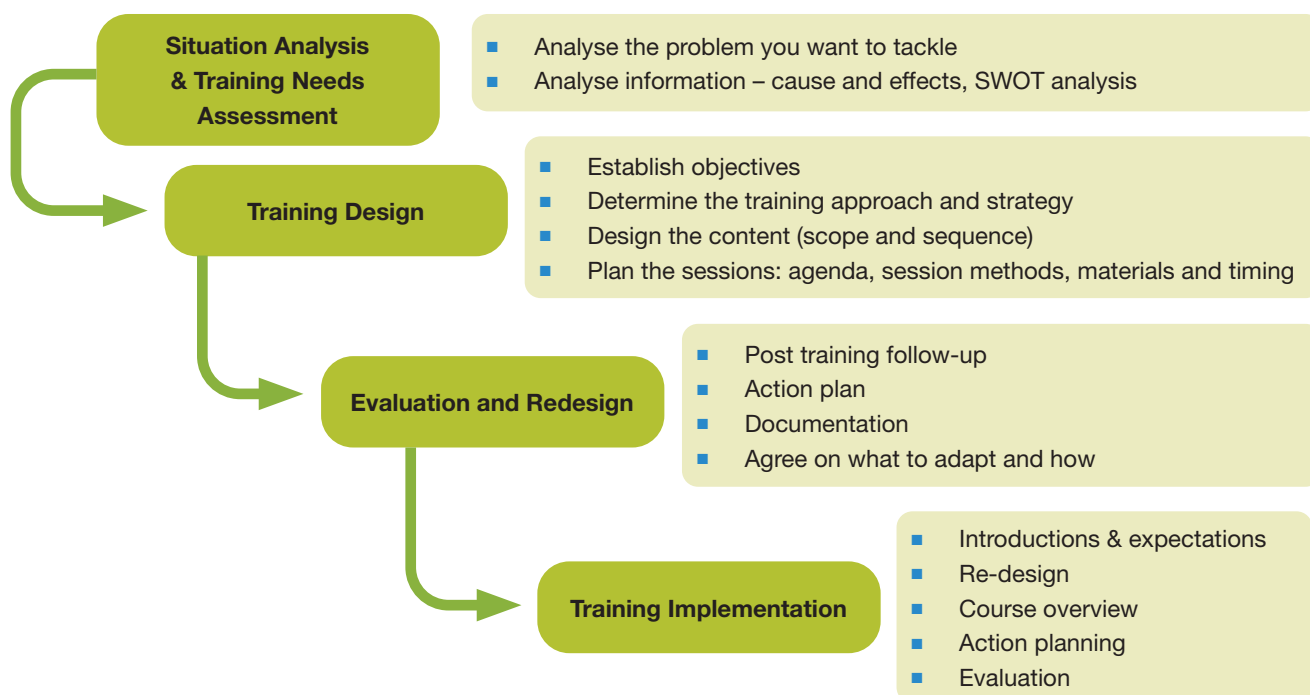 Situation Analysis
& Training Needs
Assessment
Analyse the problem you want to tackle
Analyse information – cause and effects, SWOT analysis
Training Design
Establish objectives
Determine the training approach and strategy
Design the content (scope and sequence)
Plan the sessions: agenda, session methods, materials and timing
Evaluation and Redesign
Post training follow-up
Action plan
Documentation
Agree on what to adapt and how
Training Implementation
Introductions & expectations
Re-design
Course overview
Action planning
Evaluation